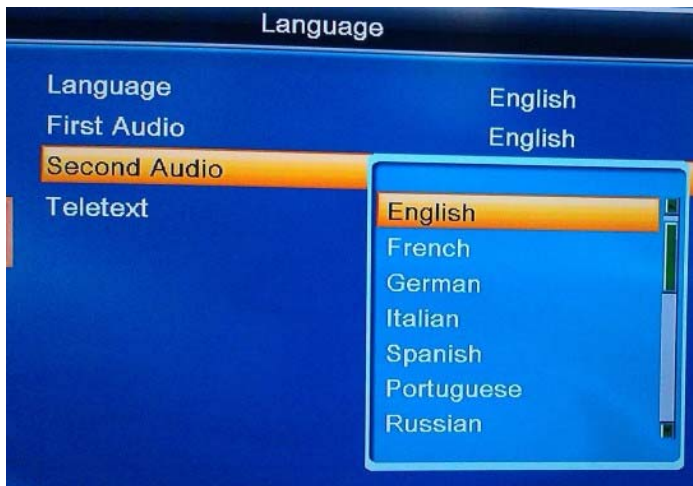 Language
Language English
First Audio English
Second Audio
Teletext
English
French
German
Italian
Spanish
Portuguese
Russian